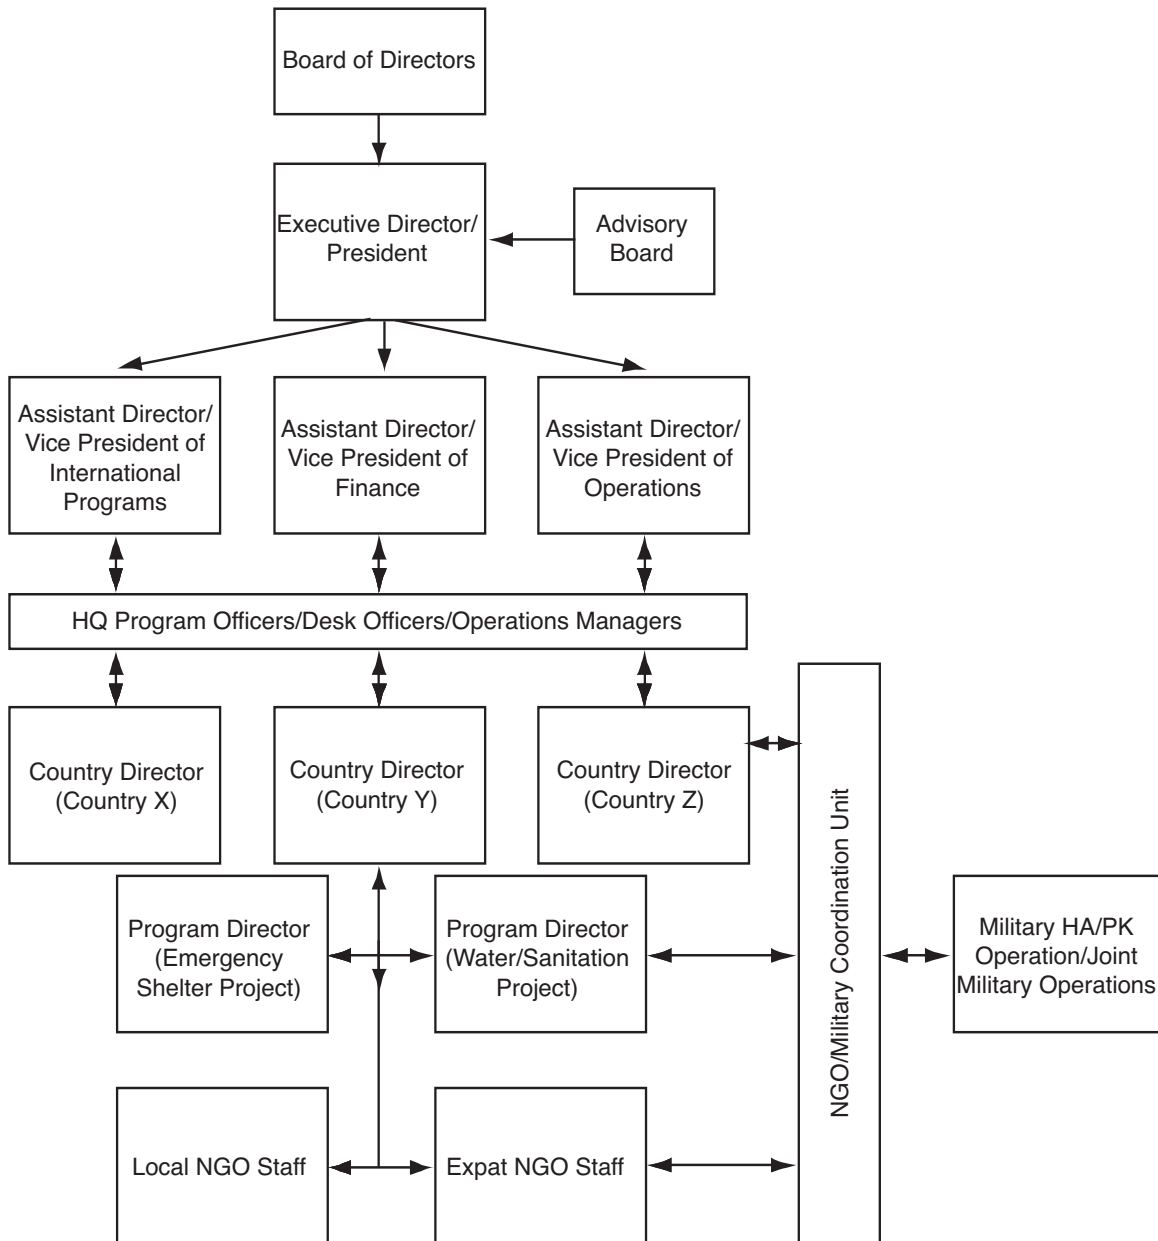 Board of Directors
Executive Director/
President
Advisory
Board
Assistant Director/
Vice President of
International
Programs
Assistant Director/
Vice President of
Finance
Assistant Director/
Vice President of
Operations
HQ Program Officers/Desk Officers/Operations Managers
Country Director
(Country X)
Country Director
(Country Y)
Country Director
(Country Z)
NGO/Military Coordination Unit
Program Director
(Emergency
Shelter Project)
Program Director
(Water/Sanitation
Project)
Military HA/PK
Operation/Joint
Military Operations
Local NGO Staff
Expat NGO Staff